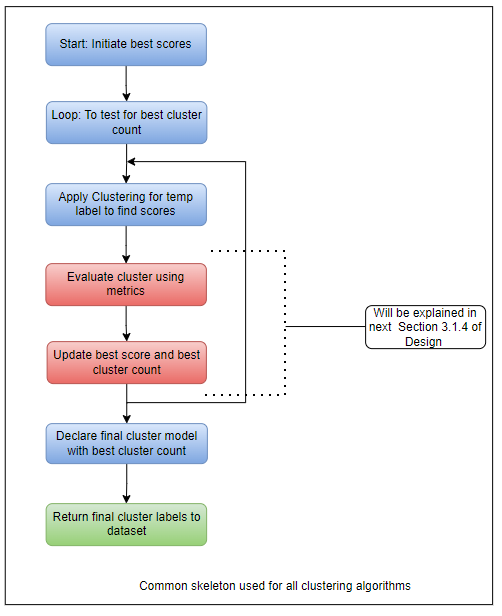 Start: Initiate best scores
Loop: To test for best cluster
count
Apply Clustering for temp
label to find scores
Evaluate cluster using
metrics
Update best score and best
cluster count
Will be explained in
next Section 3.1.4 of
Design
Declare final cluster model
with best cluster count
Return final cluster labels to
dataset
Common skeleton used for all clustering algorithms